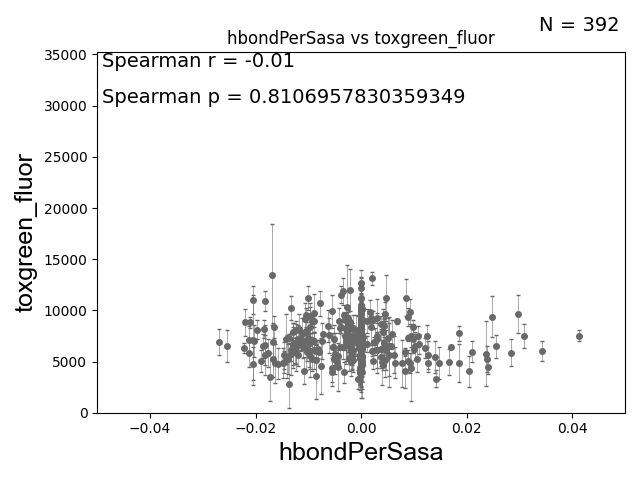 N = 392
hbondPerSasa vs toxgreen_fluor
Spearman r = -0.01
Spearman p = 0.8106957830359349
toxgreen_fluor
35000
30000
25000
20000
15000
10000
5000
0
−0.04
−0.02
0.00
0.02
0.04
hbondPerSasa